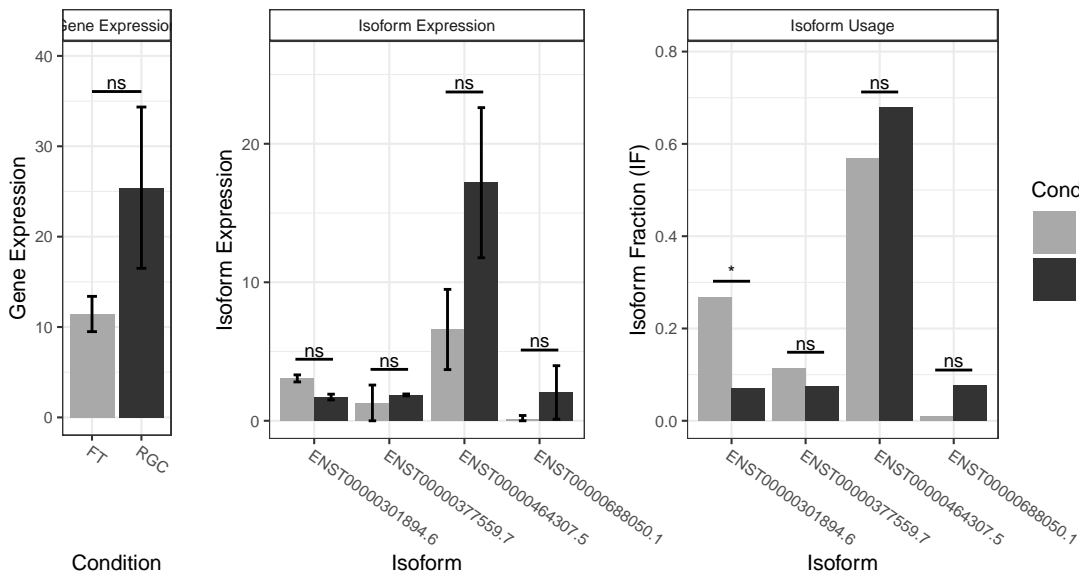 Gene Expression
Isoform Expression
Isoform Usage
Gene Expression
40
30
20
10
0
ns
FT
RGC
Condition
Isoform Expression
20
10
0
ns
ns
ns
ns
ENST00000301894.6
ENST00000377559.7
ENST00000464307.5
ENST00000688050.1
Isoform
Isoform Fraction (IF)
0.8
0.6
0.4
0.2
0.0
*
ns
ns
ns
ENST00000301894.6
ENST00000377559.7
ENST00000464307.5
ENST00000688050.1
Isoform
Cond